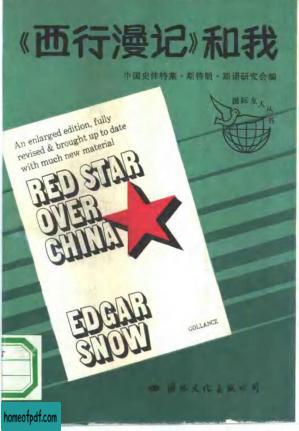 《西行漫记》和我
中国史沫特莱·斯特朗·斯诺研究会编
国际友人丛书
An enlarged edition, fully
revised & brought up to date
with much new material
RED STAR
OVER
CHINA
EDGAR
SNOW
GOLLANCZ
国际文化出版公司
homeofpdf.com